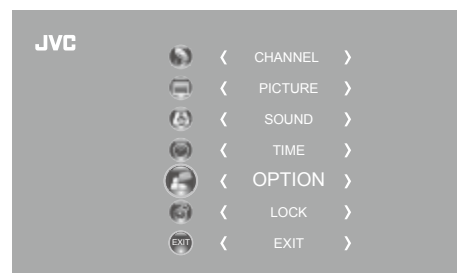 JVC
CHANNEL
PICTURE
SOUND
TIME
OPTION
LOCK
EXIT EXIT